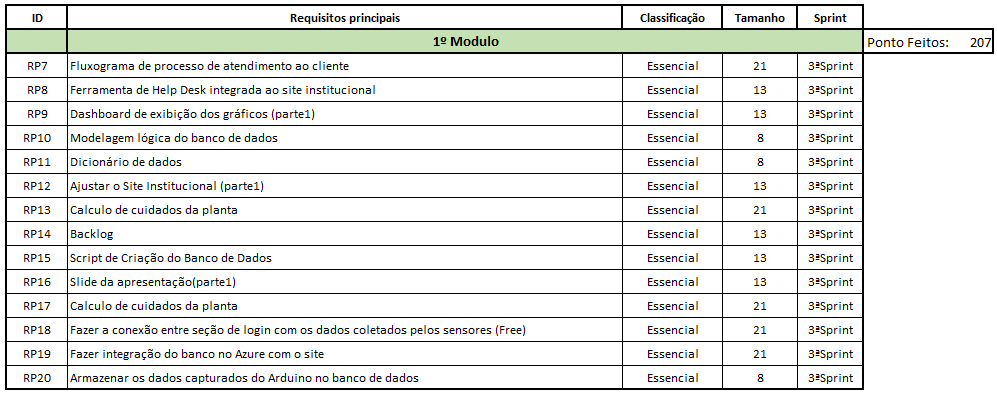 ID Requisitos principais Classificação Tamanho Sprint
1º Modulo Ponto Feitos: 207
RP7 Fluxograma de processo de atendimento ao cliente Essencial 21 3ªSprint
RP8 Ferramenta de Help Desk integrada ao site institucional Essencial 13 3ªSprint
RP9 Dashboard de exibição dos gráficos (parte1) Essencial 13 3ªSprint
RP10 Modelagem lógica do banco de dados Essencial 8 3ªSprint
RP11 Dicionário de dados Essencial 8 3ªSprint
RP12 Ajustar o Site Institucional (parte1) Essencial 13 3ªSprint
RP13 Calculo de cuidados da planta Essencial 21 3ªSprint
RP14 Backlog Essencial 13 3ªSprint
RP15 Script de Criação do Banco de Dados Essencial 13 3ªSprint
RP16 Slide da apresentação(parte1) Essencial 13 3ªSprint
RP17 Calculo de cuidados da planta Essencial 21 3ªSprint
RP18 Fazer a conexão entre seção de login com os dados coletados pelos sensores (Free) Essencial 21 3ªSprint
RP19 Fazer integração do banco no Azure com o site Essencial 21 3ªSprint
RP20 Armazenar os dados capturados do Arduino no banco de dados Essencial 8 3ªSprint